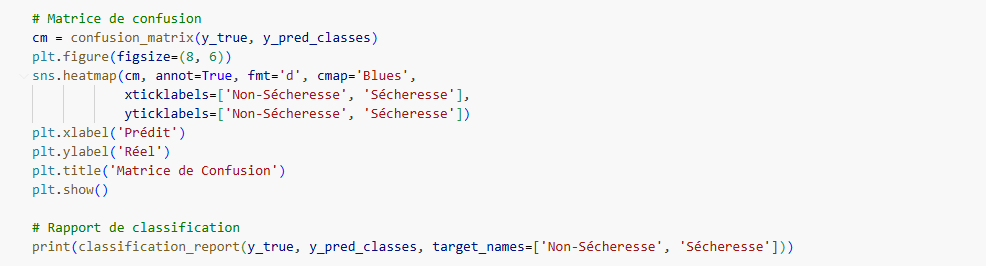 # Matrice de confusion
cm = confusion_matrix(y_true, y_pred_classes)
plt.figure(figsize=(8, 6))
sns.heatmap(cm, annot=True, fmt='d', cmap='Blues',
            xticklabels=['Non-Sécheresse', 'Sécheresse'],
            yticklabels=['Non-Sécheresse', 'Sécheresse'])
plt.xlabel('Prédit')
plt.ylabel('Réel')
plt.title('Matrice de Confusion')
plt.show()

# Rapport de classification
print(classification_report(y_true, y_pred_classes, target_names=['Non-Sécheresse', 'Sécheresse']))